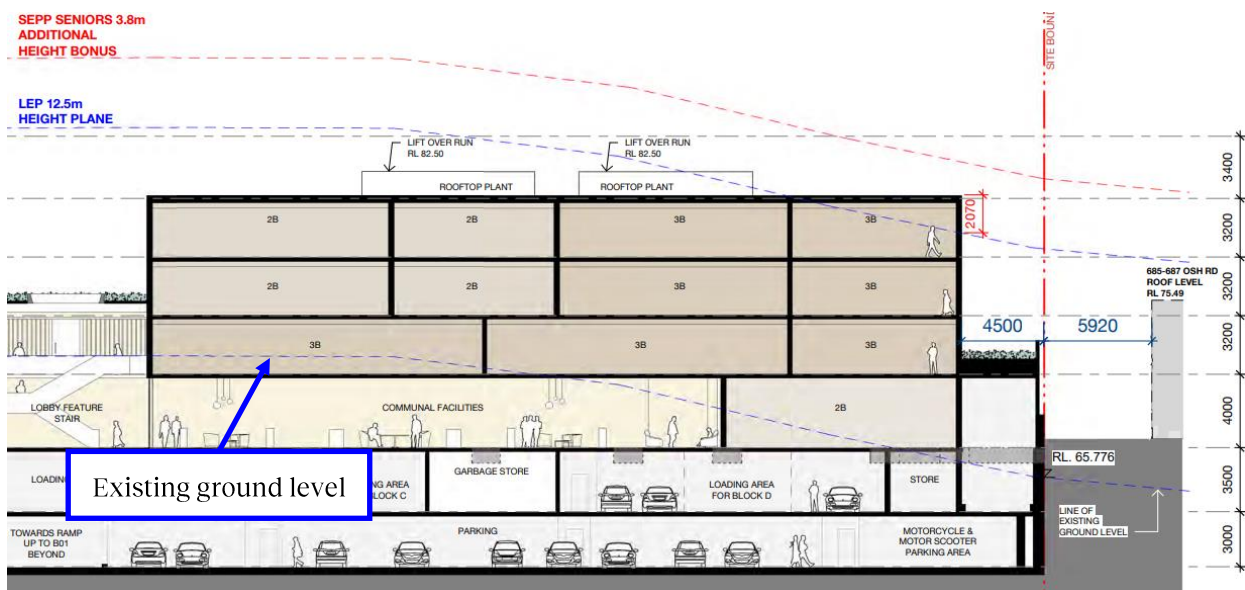 SEPP SENIORS 3.8m
ADDITIONAL
HEIGHT BONUS
SITE BOUND
LEP 12.5m
HEIGHT PLANE
LIFT OVER RUN
RL 82.50
LIFT OVER RUN
RL 82.50
3400
ROOFTOP PLANT
ROOFTOP PLANT
2B
2B
3B
3B
2070
3200
2B
2B
3B
3B
685-687 OSH RD
ROOF LEVEL
RL 75.49
3200
3B
3B
3B
4500
5920
3200
LOBBY FEATURE
STAIR
COMMUNAL FACILITIES
2B
4000
Existing ground level
LOADIN
NG AREA
BLOCK C
GARBAGE STORE
LOADING AREA
FOR BLOCK D
STORE
RL. 65.776
3500
LINE OF
EXISTING
GROUND LEVEL
TOWARDS RAMP
UP TO B01
BEYOND
PARKING
MOTORCYCLE &
MOTOR SCOOTER
PARKING AREA
3000